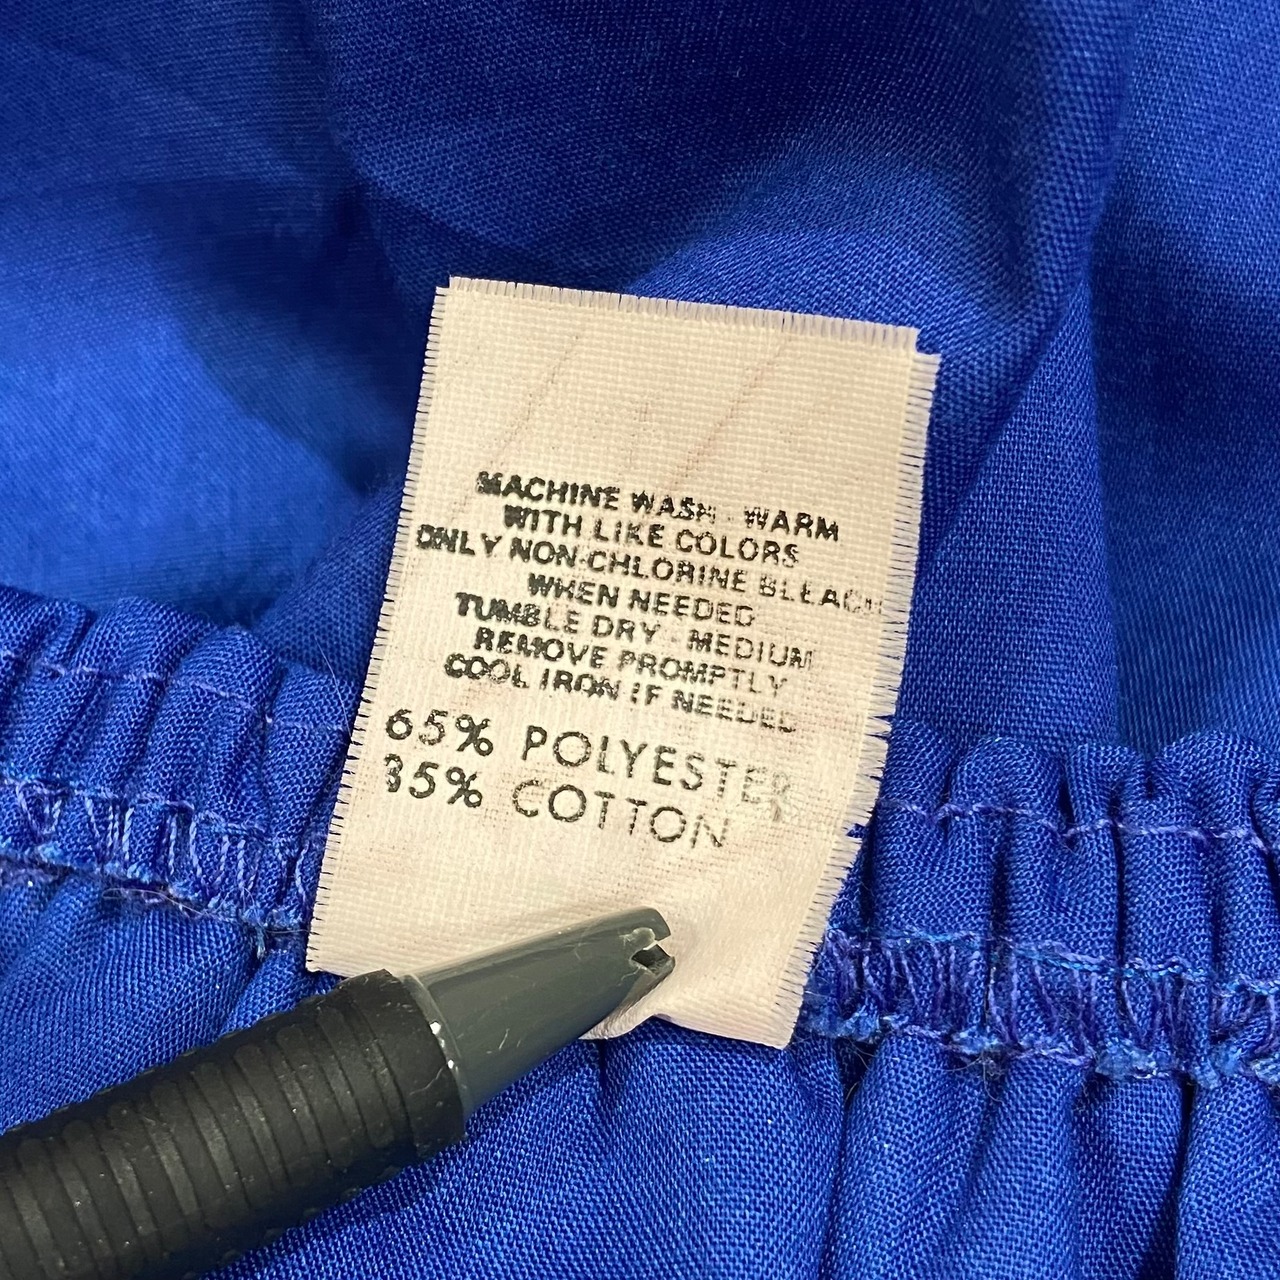 MACHINE WASH - WARM
WITH LIKE COLORS
ONLY NON-CHLORINE BLEACH
WHEN NEEDED
TUMBLE DRY - MEDIUM
REMOVE PROMPTLY
COOL IRON IF NEEDED
65% POLYESTER
35% COTTON